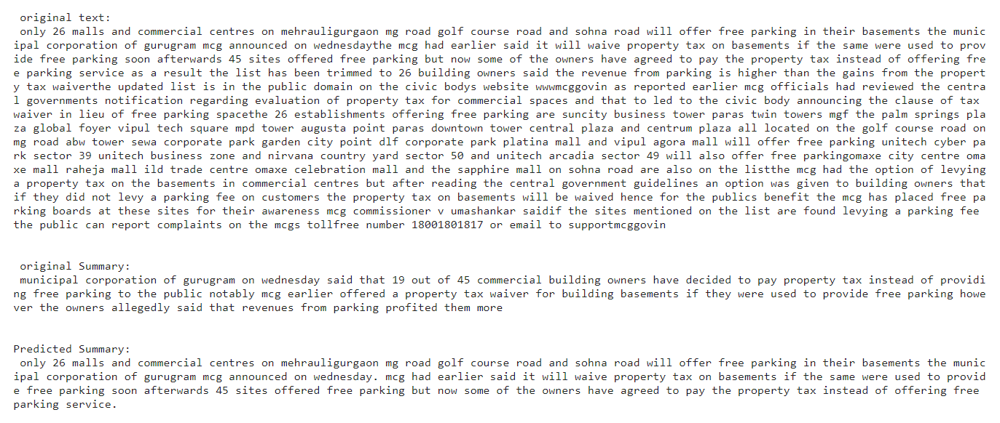 original text:
only 26 malls and commercial centres on mehrauligurgaon mg road golf course road and sohna road will offer free parking in their basements the munic
ipal corporation of gurugram mcg announced on wednesdaythe mcg had earlier said it will waive property tax on basements if the same were used to prov
ide free parking soon afterwards 45 sites offered free parking but now some of the owners have agreed to pay the property tax instead of offering fre
e parking service as a result the list has been trimmed to 26 building owners said the revenue from parking is higher than the gains from the propert
y tax waiverthe updated list is in the public domain on the civic bodys website wwwmcggovin as reported earlier mcg officials had reviewed the centra
l governments notification regarding evaluation of property tax for commercial spaces and that to led to the civic body announcing the clause of tax
waiver in lieu of free parking spacethe 26 establishments offering free parking are suncity business tower paras twin towers mgf the palm springs pla
za global foyer vipul tech square mpd tower augusta point paras downtown tower central plaza and centrum plaza all located on the golf course road on
mg road abw tower sewa corporate park garden city point dlf corporate park platina mall and vipul agora mall will offer free parking unitech cyber pa
rk sector 39 unitech business zone and nirvana country yard sector 50 and unitech arcadia sector 49 will also offer free parkingomaxe city centre oma
xe mall raheja mall ild trade centre omaxe celebration mall and the sapphire mall on sohna road are also on the listthe mcg had the option of levying
a property tax on the basements in commercial centres but after reading the central government guidelines an option was given to building owners that
if they did not levy a parking fee on customers the property tax on basements will be waived hence for the publics benefit the mcg has placed free pa
rking boards at these sites for their awareness mcg commissioner v umashankar saidif the sites mentioned on the list are found levying a parking fee
the public can report complaints on the mcgs tollfree number 18001801817 or email to supportmcggovin
original Summary:
municipal corporation of gurugram on wednesday said that 19 out of 45 commercial building owners have decided to pay property tax instead of providi
ng free parking to the public notably mcg earlier offered a property tax waiver for building basements if they were used to provide free parking howe
ver the owners allegedly said that revenues from parking profited them more
Predicted Summary:
only 26 malls and commercial centres on mehrauligurgaon mg road golf course road and sohna road will offer free parking in their basements the munic
ipal corporation of gurugram mcg announced on wednesday. mcg had earlier said it will waive property tax on basements if the same were used to provid
e free parking soon afterwards 45 sites offered free parking but now some of the owners have agreed to pay the property tax instead of offering free
parking service.